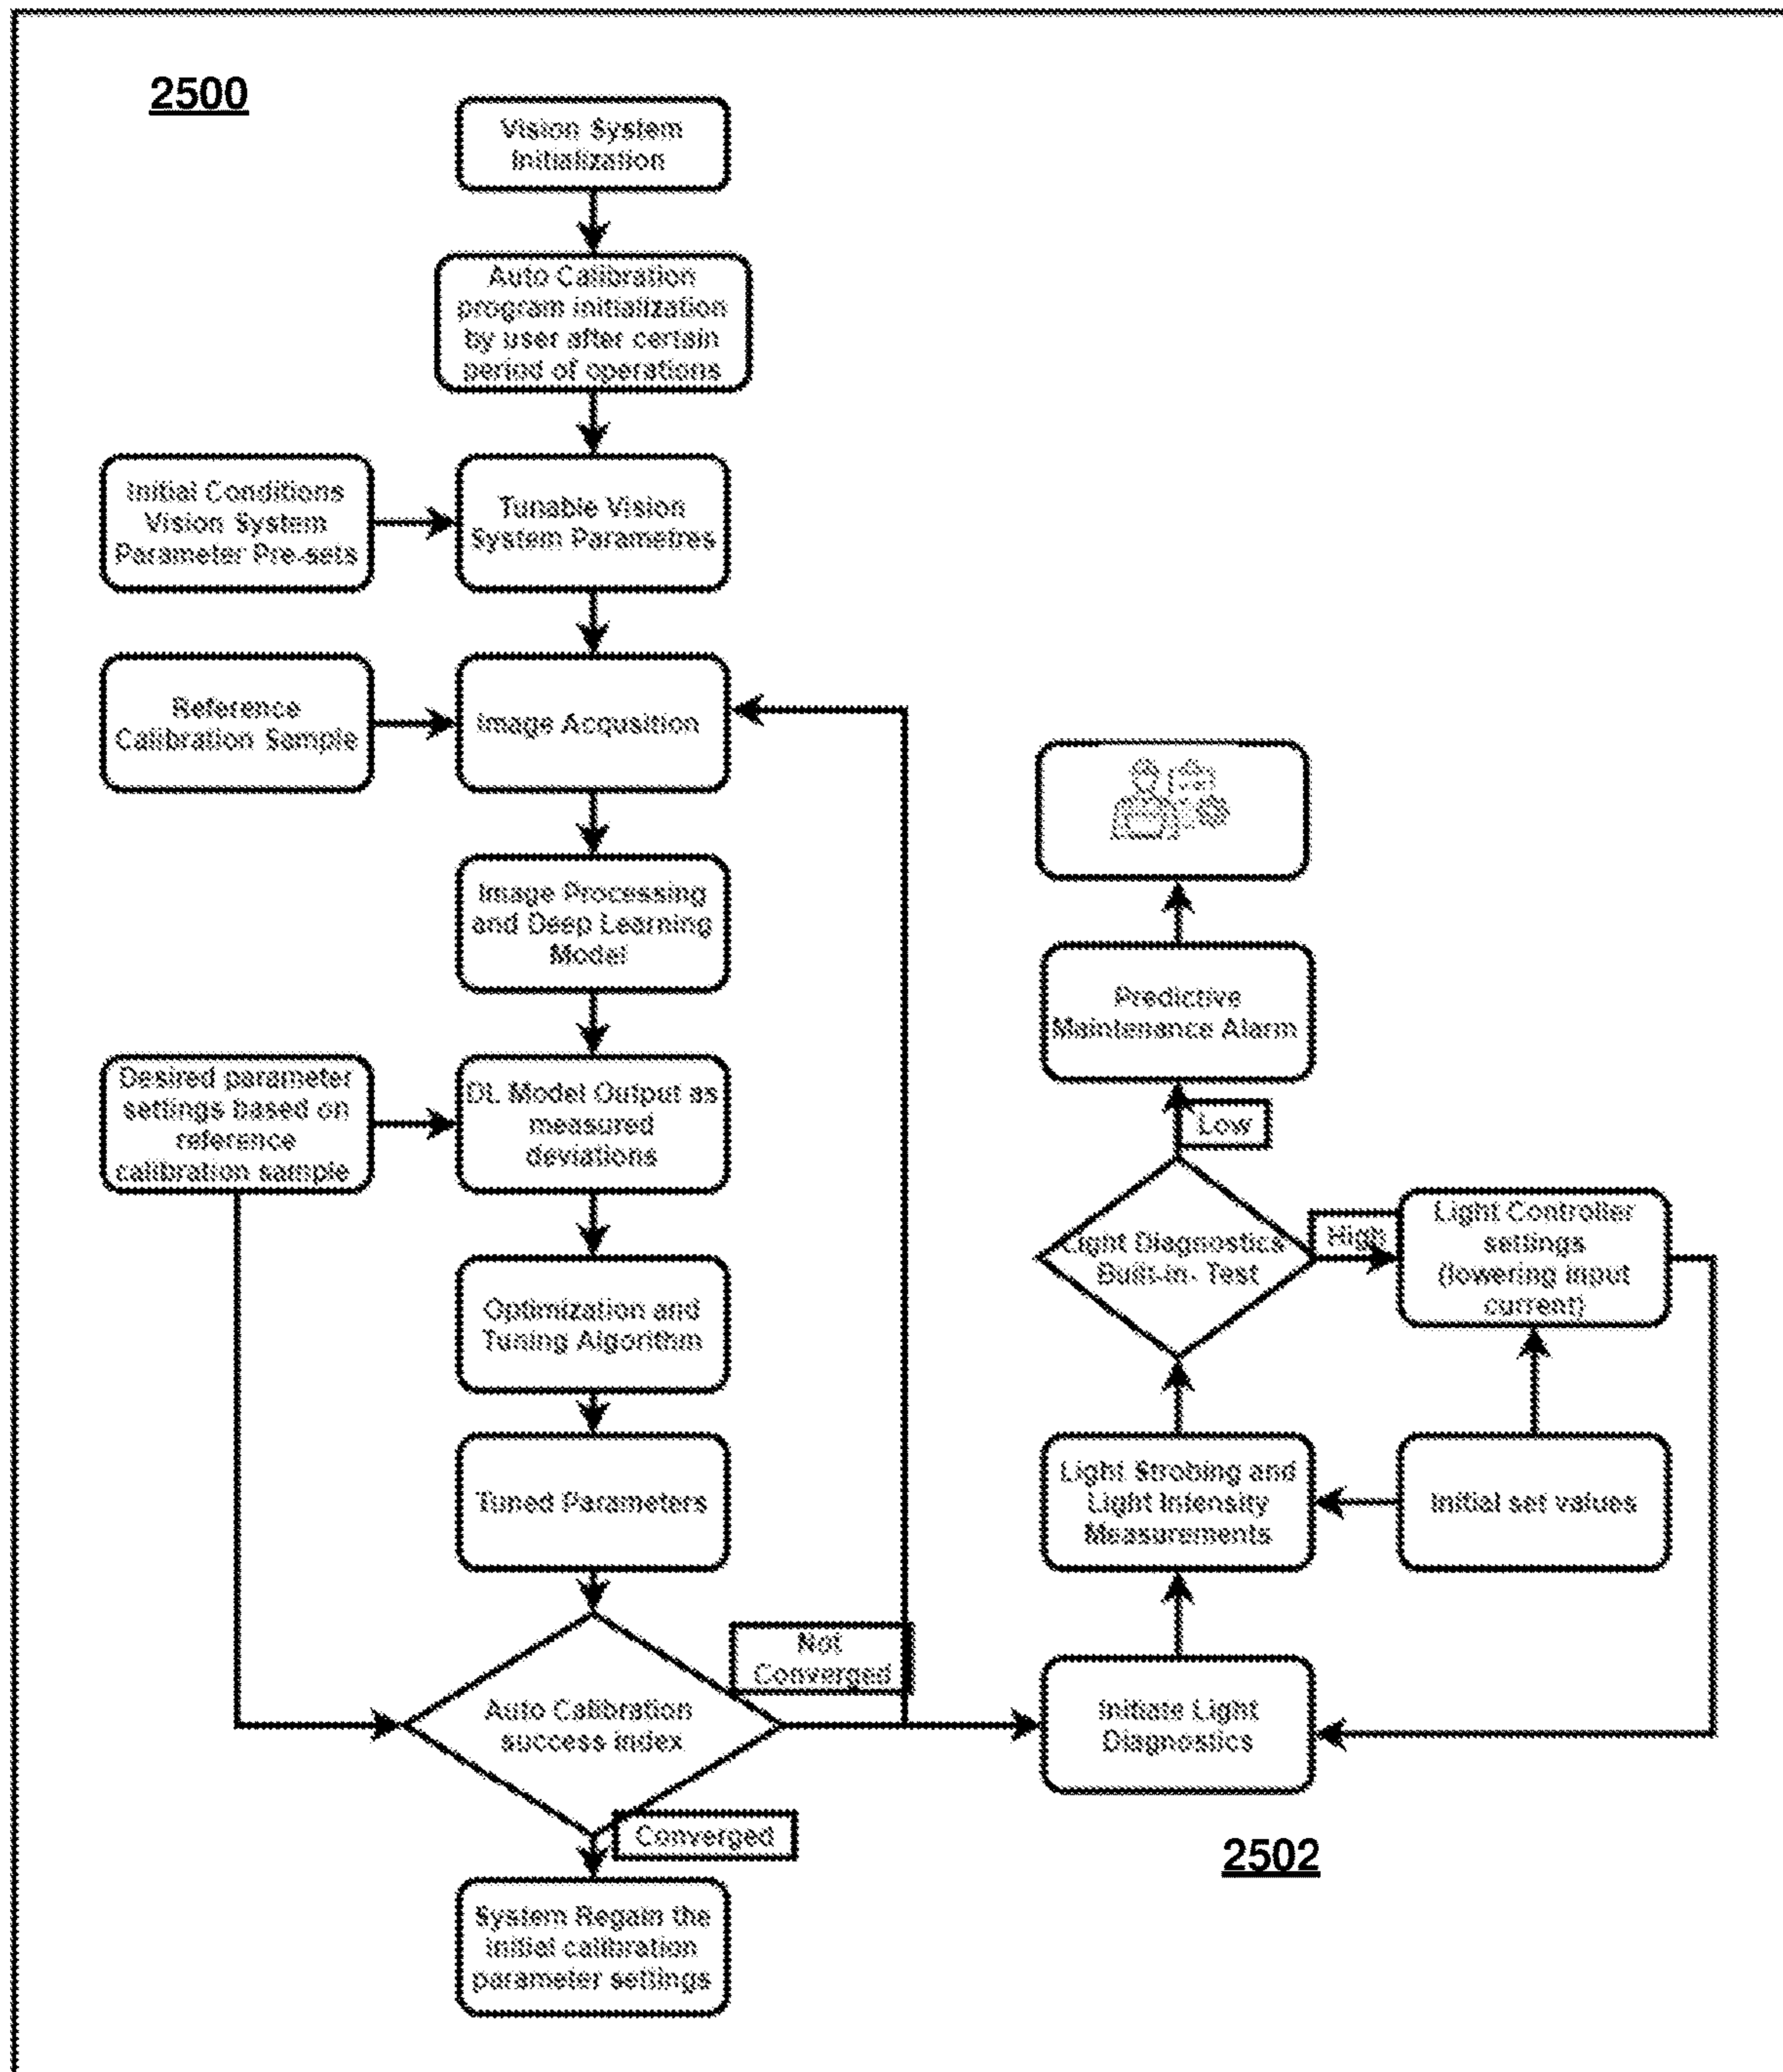 2500
Vision System
Initialization
Auto Calibration
program initialization
by user after certain
period of operations
Initial Conditions
Vision System
Parameter Pre-sets
Tunable Vision
System Parametres
Reference
Calibration Sample
Image Acqusition
Image Processing
and Deep Learning
Model
Desired parameter
settings based on
reference
calibration sample
DL Model Output as
measured
deviations
Optimization and
Tuning Algorithm
Tuned Parameters
Auto Calibration
success index
Not
Converged
Converged
System Regain the
initial calibration
parameter settings
Predictive
Maintenance Alarm
Low
Light Diagnostics
Built-in- Test
High
Light Controller
settings
(lowering input
current)
Light Strobing and
Light Intensity
Measurements
Initial set values
Initiate Light
Diagnostics
2502